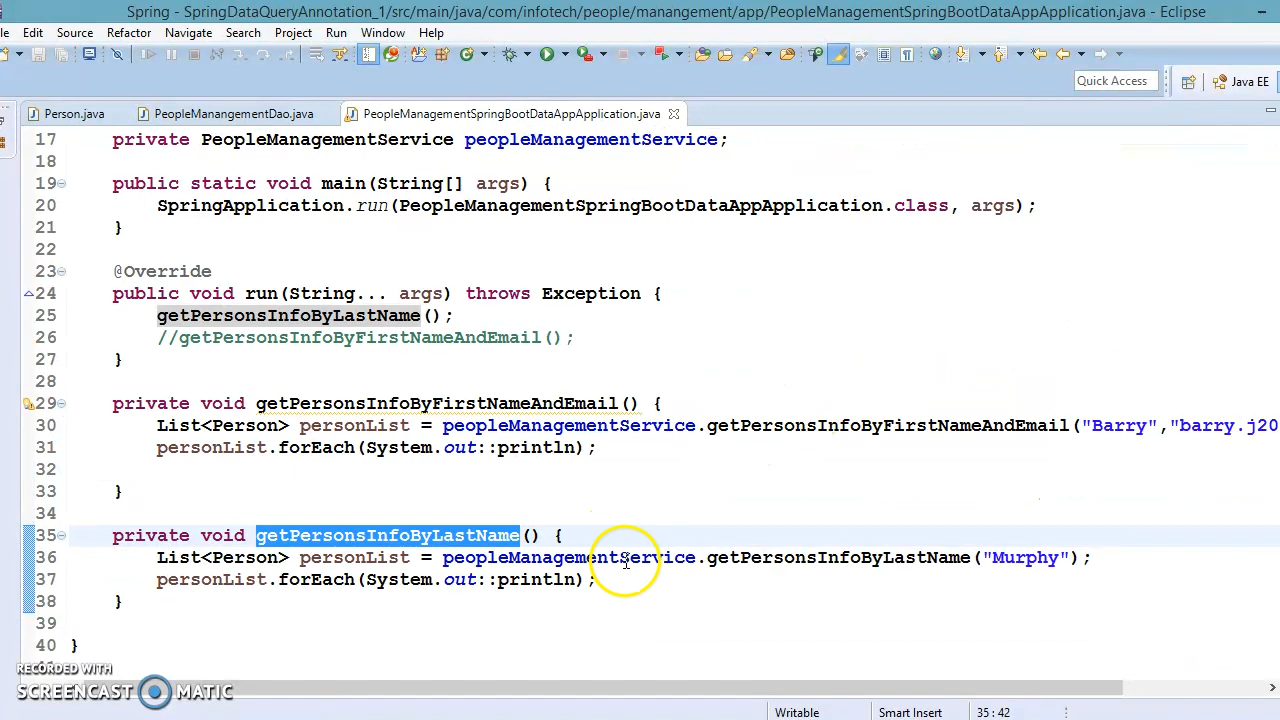 Spring - SpringDataQueryAnnotation_1/src/main/java/com/infotech/people/manangement/app/PeopleManagementSpringBootDataAppApplication.java - Eclipse
Edit Source Refactor Navigate Search Project Run Window Help
Quick Access Java EE
Person.java PeopleManangementDao.java PeopleManagementSpringBootDataAppApplication.java
17 private PeopleManagementService peopleManagementService;
18
19 public static void main(String[] args) {
20 SpringApplication.run(PeopleManagementSpringBootDataAppApplication.class, args);
21 }
22
23 @Override
24 public void run(String... args) throws Exception {
25 getPersonsInfoByLastName();
26 //getPersonsInfoByFirstNameAndEmail();
27 }
28
29 private void getPersonsInfoByFirstNameAndEmail() {
30 List<Person> personList = peopleManagementService.getPersonsInfoByFirstNameAndEmail("Barry","barry.j20
31 personList.forEach(System.out::println);
32
33 }
34
35 private void getPersonsInfoByLastName() {
36 List<Person> personList = peopleManagementService.getPersonsInfoByLastName("Murphy");
37 personList.forEach(System.out::println);
38 }
39
40 }
RECORDED WITH
SCREENCAST MATIC
Writable Smart Insert 35 : 42